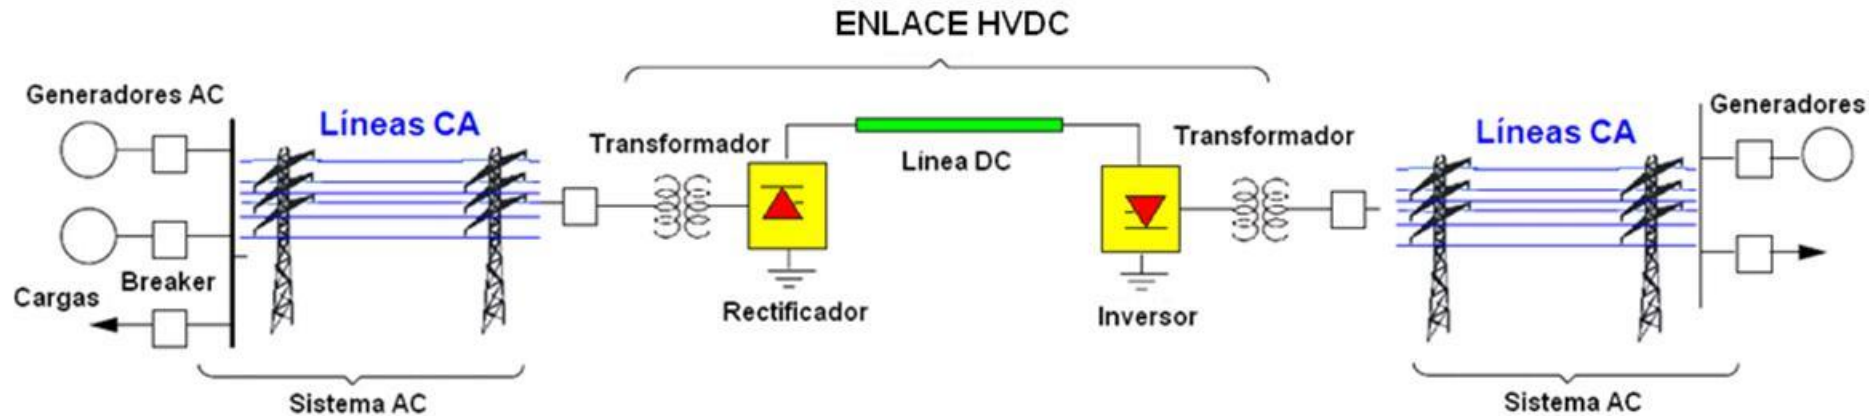 ENLACE HVDC
Generadores AC
Líneas CA
Transformador
Línea DC
Transformador
Líneas CA
Generadores
Breaker
Cargas
Rectificador
Inversor
Sistema AC
Sistema AC